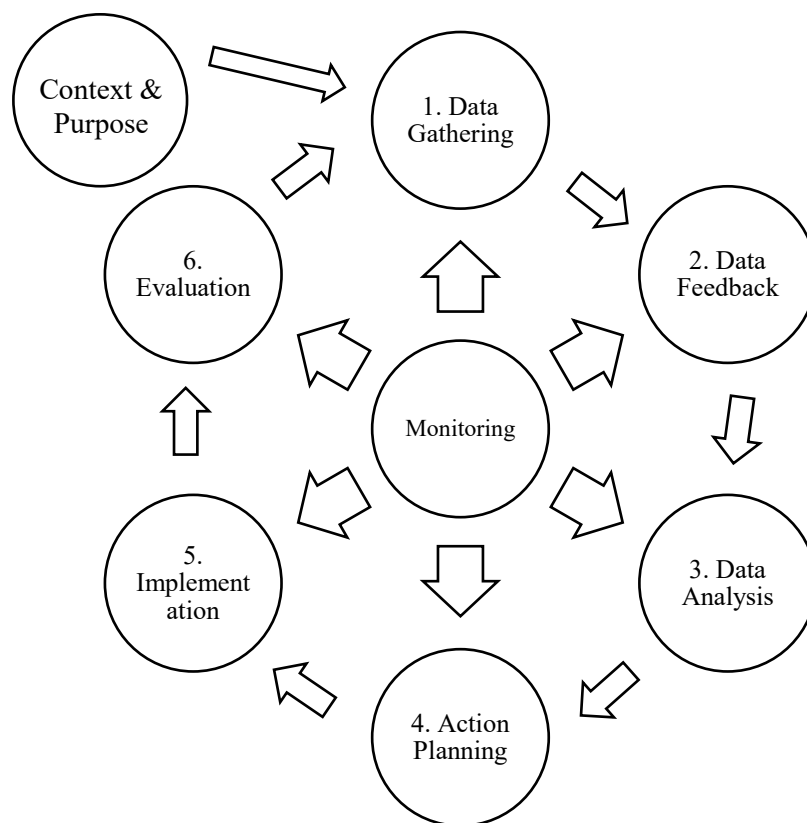 Context &
Purpose
1. Data
Gathering
2. Data
Feedback
3. Data
Analysis
4. Action
Planning
5.
Implement
ation
6.
Evaluation
Monitoring